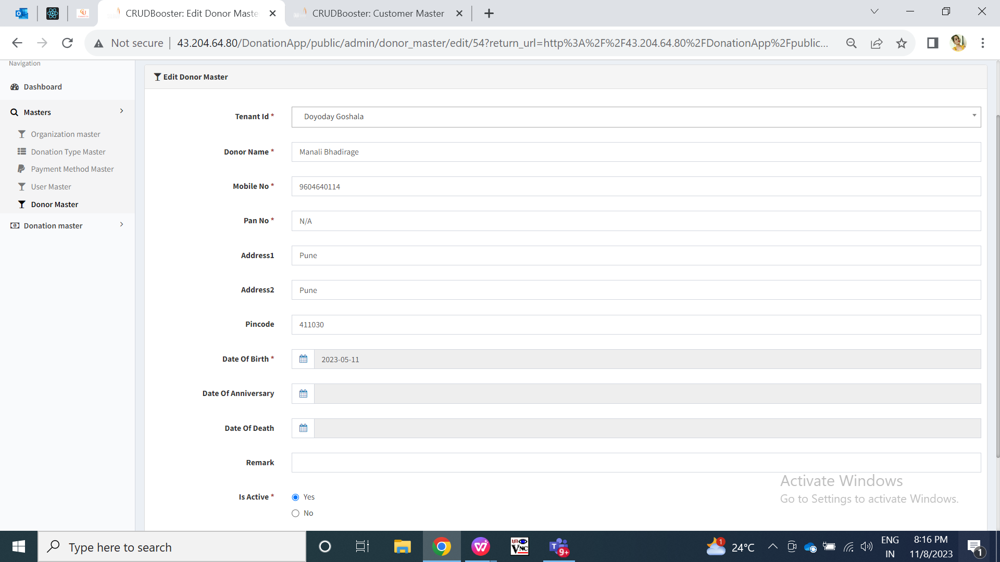 CRUDBooster: Edit Donor Maste
CRUDBooster: Customer Master
Not secure
43.204.64.80/DonationApp/public/admin/donor_master/edit/54?return_url=http%3A%2F%2F43.204.64.80%2FDonationApp%2Fpublic...
Navigation
Dashboard
Masters
Organization master
Donation Type Master
Payment Method Master
User Master
Donor Master
Donation master
Edit Donor Master
Tenant Id *
Doyoday Goshala
Donor Name *
Manali Bhadirage
Mobile No *
9604640114
Pan No *
N/A
Address1
Pune
Address2
Pune
Pincode
411030
Date Of Birth *
2023-05-11
Date Of Anniversary
Date Of Death
Remark
Is Active *
Yes
No
Activate Windows
Go to Settings to activate Windows.
Type here to search
VNC
T
9+
1
24°C
ENG
IN
8:16 PM
11/8/2023
1